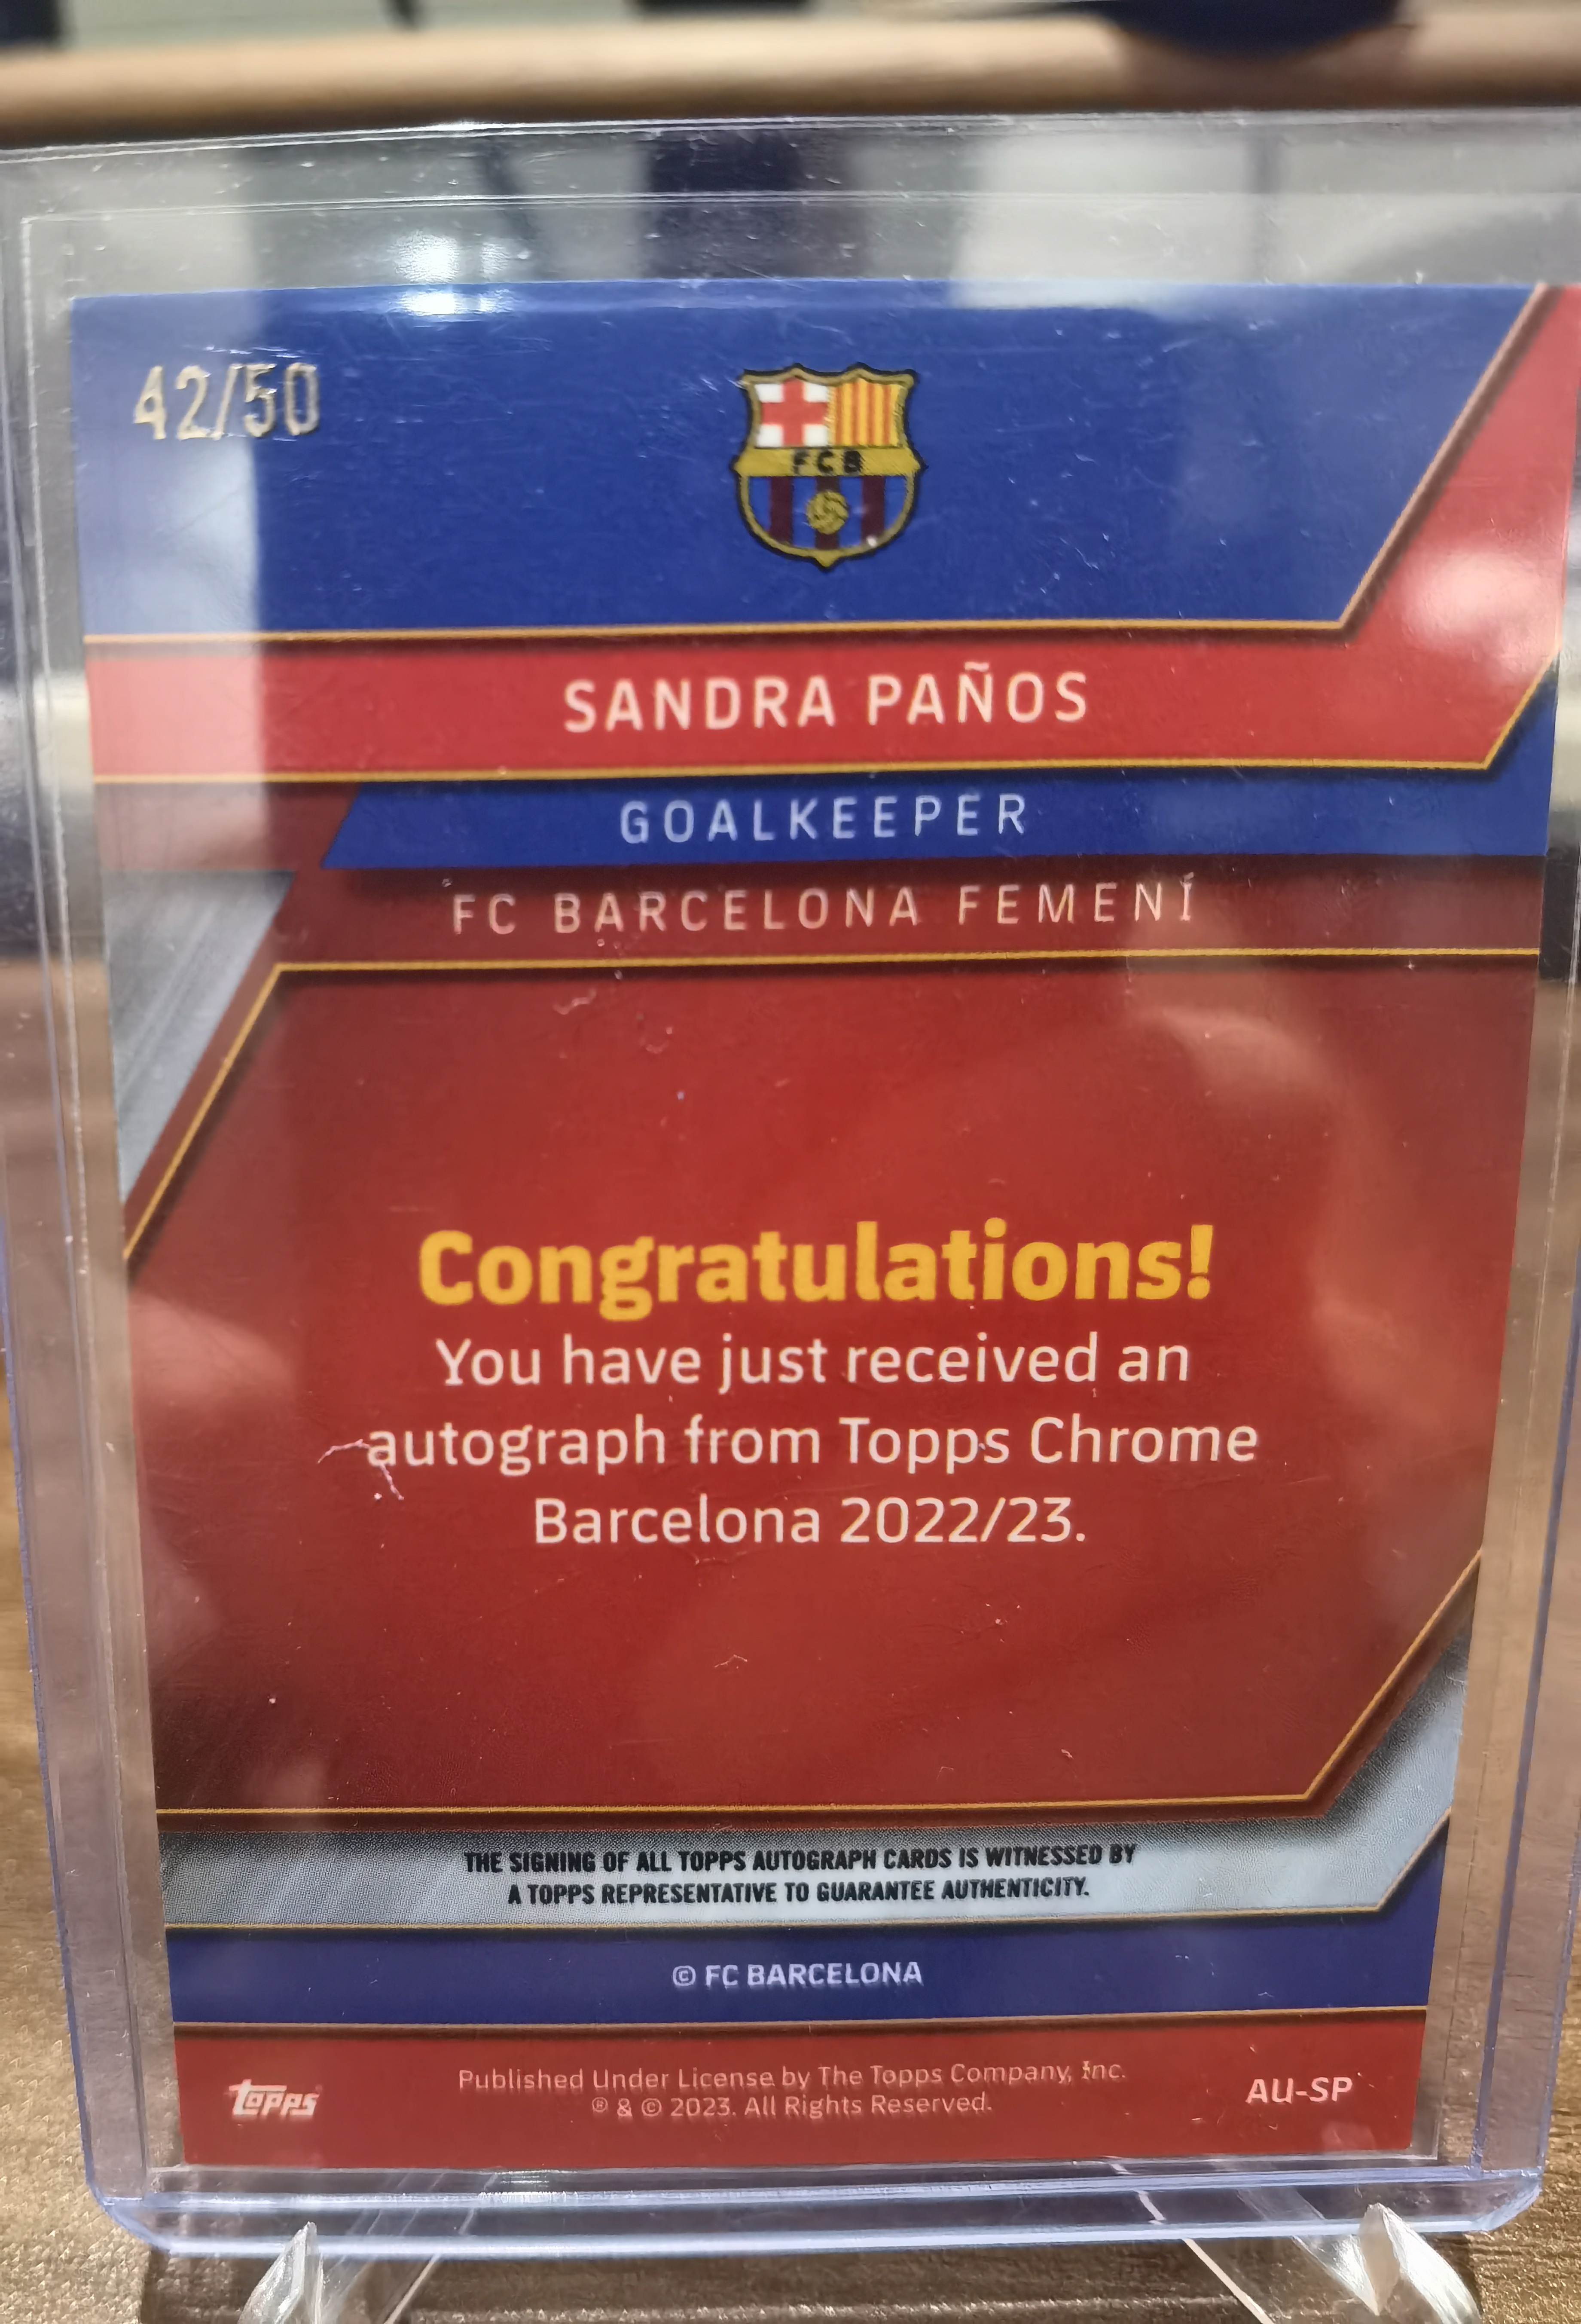 42/50
FCB
SANDRA PAÑOS
GOALKEEPER
FC BARCELONA FEMENÍ
Congratulations!
You have just received an
autograph from Topps Chrome
Barcelona 2022/23.
THE SIGNING OF ALL TOPPS AUTOGRAPH CARDS IS WITNESSED BY
A TOPPS REPRESENTATIVE TO GUARANTEE AUTHENTICITY.
© FC BARCELONA
topps
Published Under License by The Topps Company, Inc.
® & © 2023. All Rights Reserved.
AU-SP